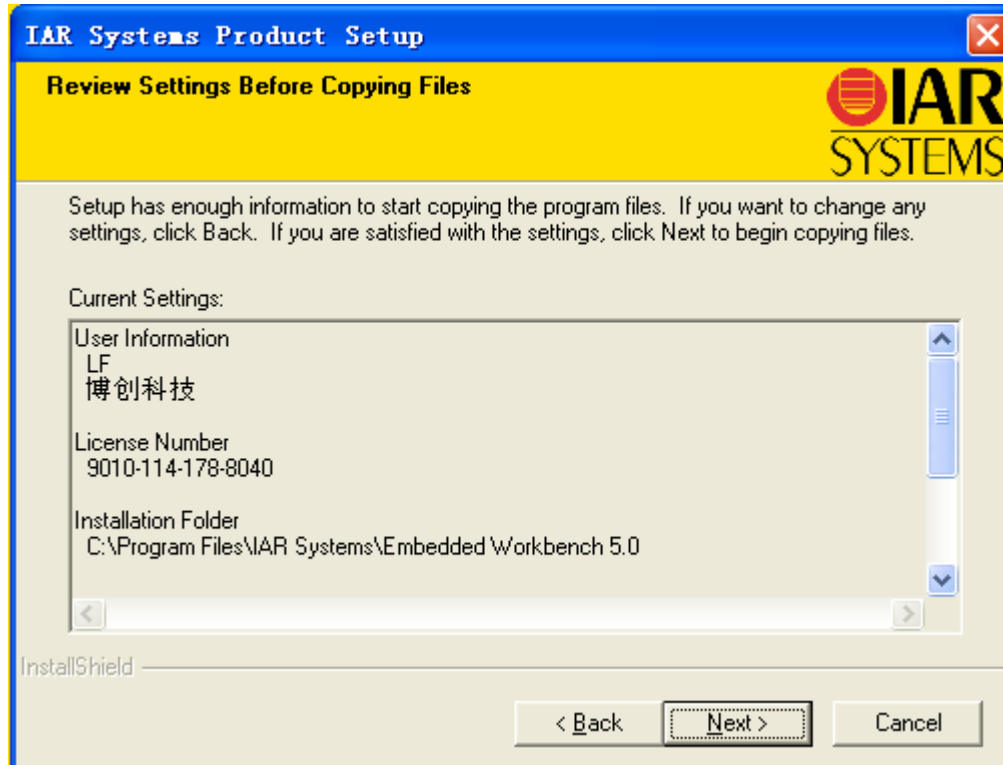 IAR Systems Product Setup
Review Settings Before Copying Files
IAR
SYSTEMS
Setup has enough information to start copying the program files.  If you want to change any
settings, click Back.  If you are satisfied with the settings, click Next to begin copying files.
Current Settings:
User Information
LF
博创科技
License Number
9010-114-178-8040
Installation Folder
C:\Program Files\IAR Systems\Embedded Workbench 5.0
InstallShield
< Back
Next >
Cancel